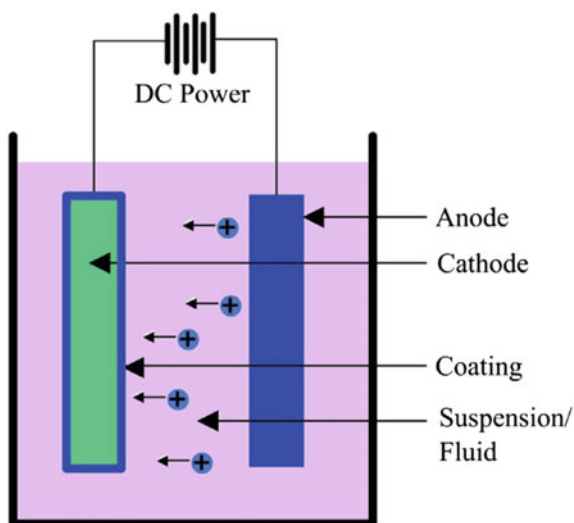 DC Power
Anode
Cathode
Coating
Suspension/
Fluid
+
+
+
+
+